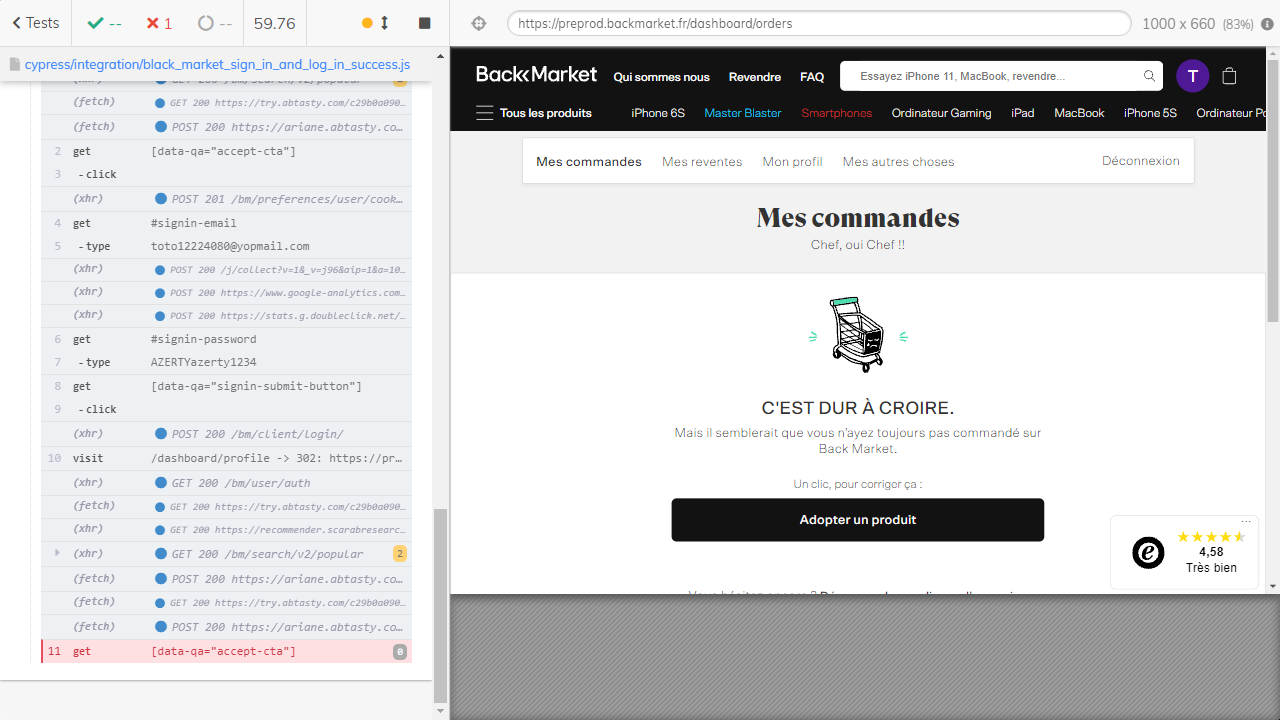 Tests
--
1
--
59.76
https://preprod.backmarket.fr/dashboard/orders
1000 x 660 (83%)
cypress/integration/black_market_sign_in_and_log_in_success.js
(xhr) GET 200 /bm/search/v2/popular
(fetch) GET 200 https://try.abtasty.com/c29b0a090...
(fetch) POST 200 https://ariane.abtasty.co...
2 get [data-qa="accept-cta"]
3 -click
(xhr) POST 201 /bm/preferences/user/cook...
4 get #signin-email
5 -type toto12224080@yopmail.com
(xhr) POST 200 /j/collect?v=1&_v=j96&aip=1&a=10...
(xhr) POST 200 https://www.google-analytics.com...
(xhr) POST 200 https://stats.g.doubleclick.net/...
6 get #signin-password
7 -type AZERTYazerty1234
8 get [data-qa="signin-submit-button"]
9 -click
(xhr) POST 200 /bm/client/login/
10 visit /dashboard/profile -> 302: https://pr...
(xhr) GET 200 /bm/user/auth
(fetch) GET 200 https://try.abtasty.com/c29b0a090...
(xhr) GET 200 https://recommender.scarabresearc...
(xhr) GET 200 /bm/search/v2/popular 2
(fetch) POST 200 https://ariane.abtasty.co...
(fetch) GET 200 https://try.abtasty.com/c29b0a090...
(fetch) POST 200 https://ariane.abtasty.co...
11 get [data-qa="accept-cta"] 0
Back Market
Qui sommes nous
Revendre
FAQ
Essayez iPhone 11, MacBook, revendre...
T
Tous les produits
iPhone 6S
Master Blaster
Smartphones
Ordinateur Gaming
iPad
MacBook
iPhone 5S
Ordinateur Po
Mes commandes
Mes reventes
Mon profil
Mes autres choses
Déconnexion
Mes commandes
Chef, oui Chef !!
C'EST DUR À CROIRE.
Mais il semblerait que vous n'ayez toujours pas commandé sur
Back Market.
Un clic, pour corriger ça :
Adopter un produit
...
e
4,58
Très bien